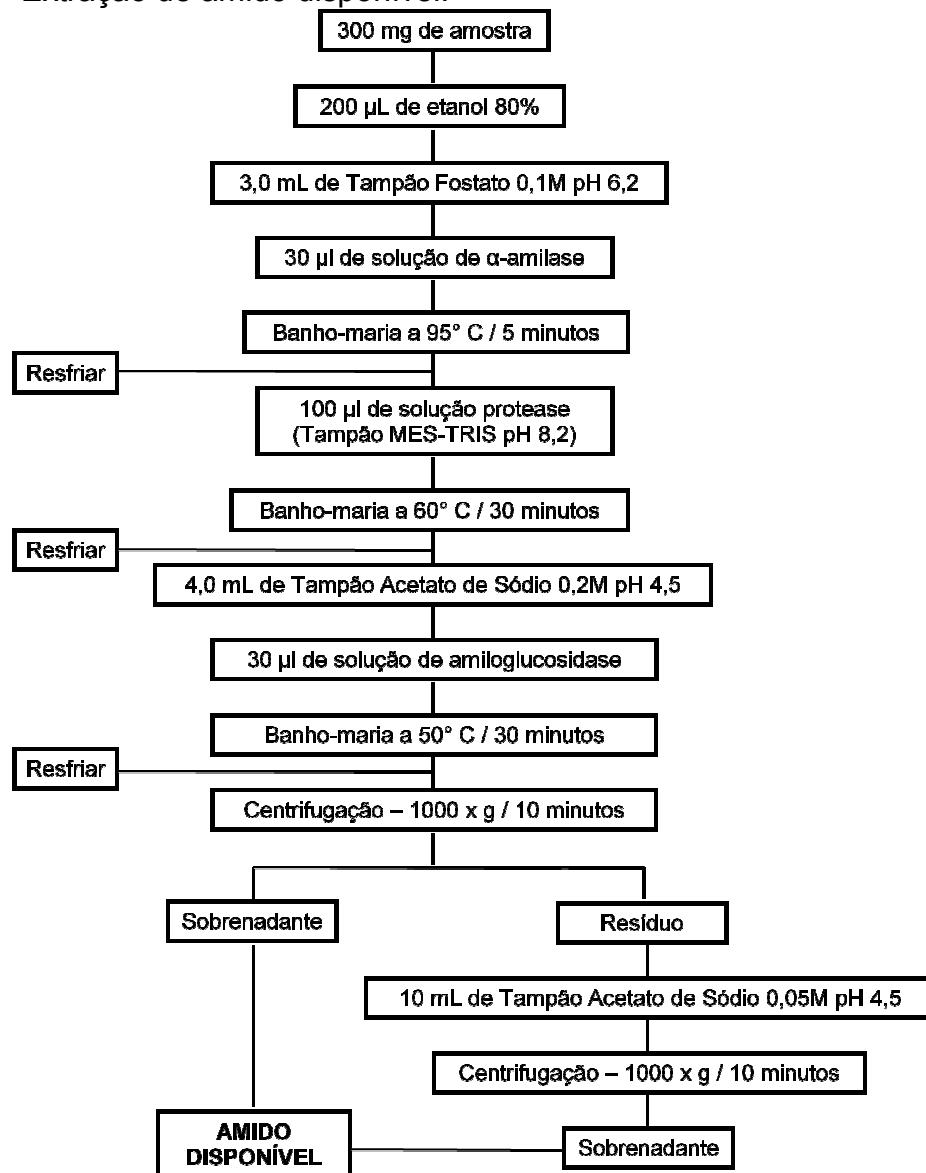 Extração do amido disponível.
300 mg de amostra
200 µL de etanol 80%
3,0 mL de Tampão Fostato 0,1M pH 6,2
30 µl de solução de α-amilase
Banho-maria a 95° C / 5 minutos
Resfriar
100 µl de solução protease
(Tampão MES-TRIS pH 8,2)
Banho-maria a 60° C / 30 minutos
Resfriar
4,0 mL de Tampão Acetato de Sódio 0,2M pH 4,5
30 µl de solução de amiloglucosidase
Banho-maria a 50° C / 30 minutos
Resfriar
Centrifugação – 1000 x g / 10 minutos
Sobrenadante
Resíduo
10 mL de Tampão Acetato de Sódio 0,05M pH 4,5
Centrifugação – 1000 x g / 10 minutos
AMIDO
DISPONÍVEL
Sobrenadante